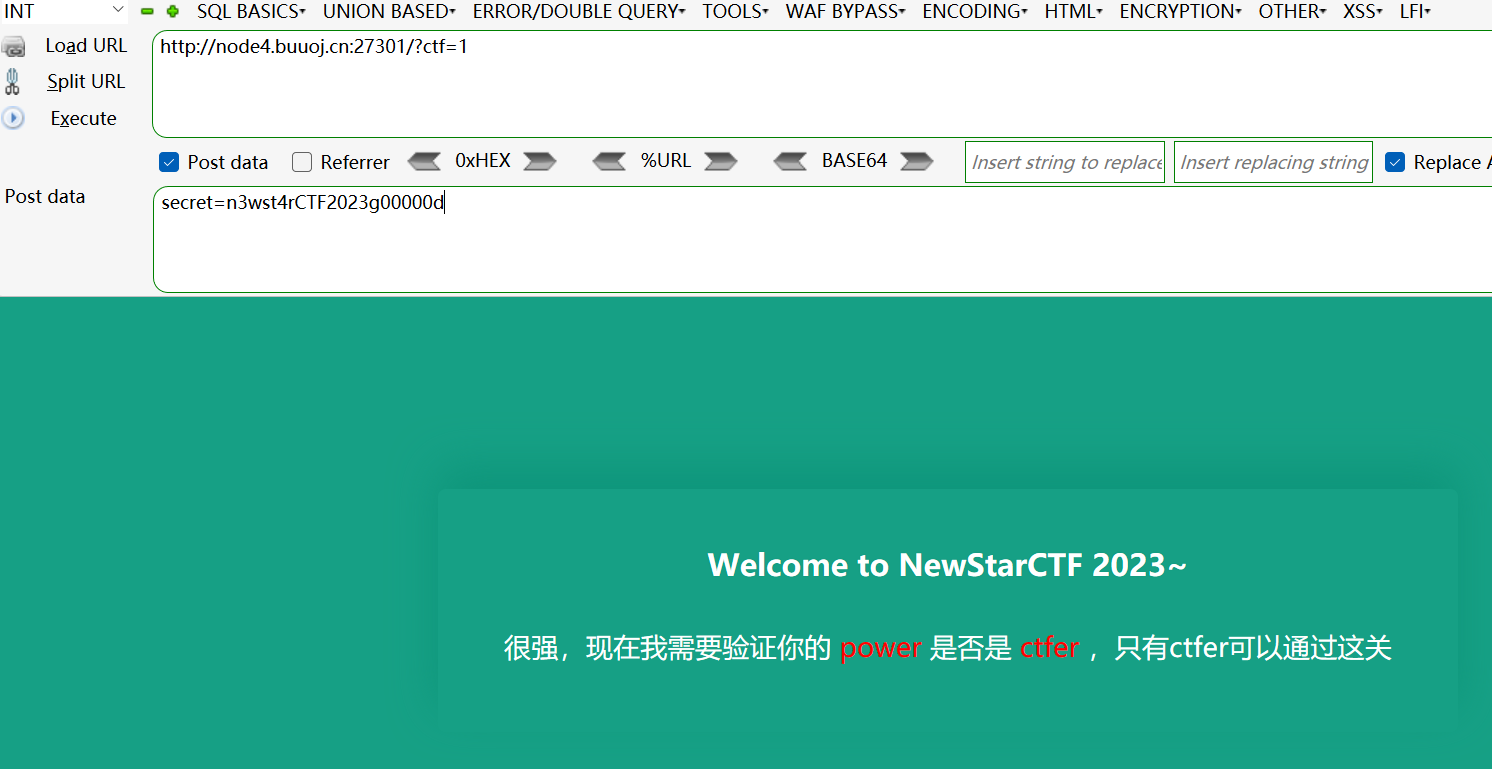 INT SQL BASICS UNION BASED ERROR/DOUBLE QUERY TOOLS WAF BYPASS ENCODING HTML ENCRYPTION OTHER XSS LFI
Load URL http://node4.buuoj.cn:27301/?ctf=1
Split URL
Execute
Post data Referrer 0xHEX %URL BASE64 Insert string to replace Insert replacing string Replace A
Post data secret=n3wst4rCTF2023g00000d
Welcome to NewStarCTF 2023~
很强，现在我需要验证你的 power 是否是 ctfer ，只有ctfer可以通过这关